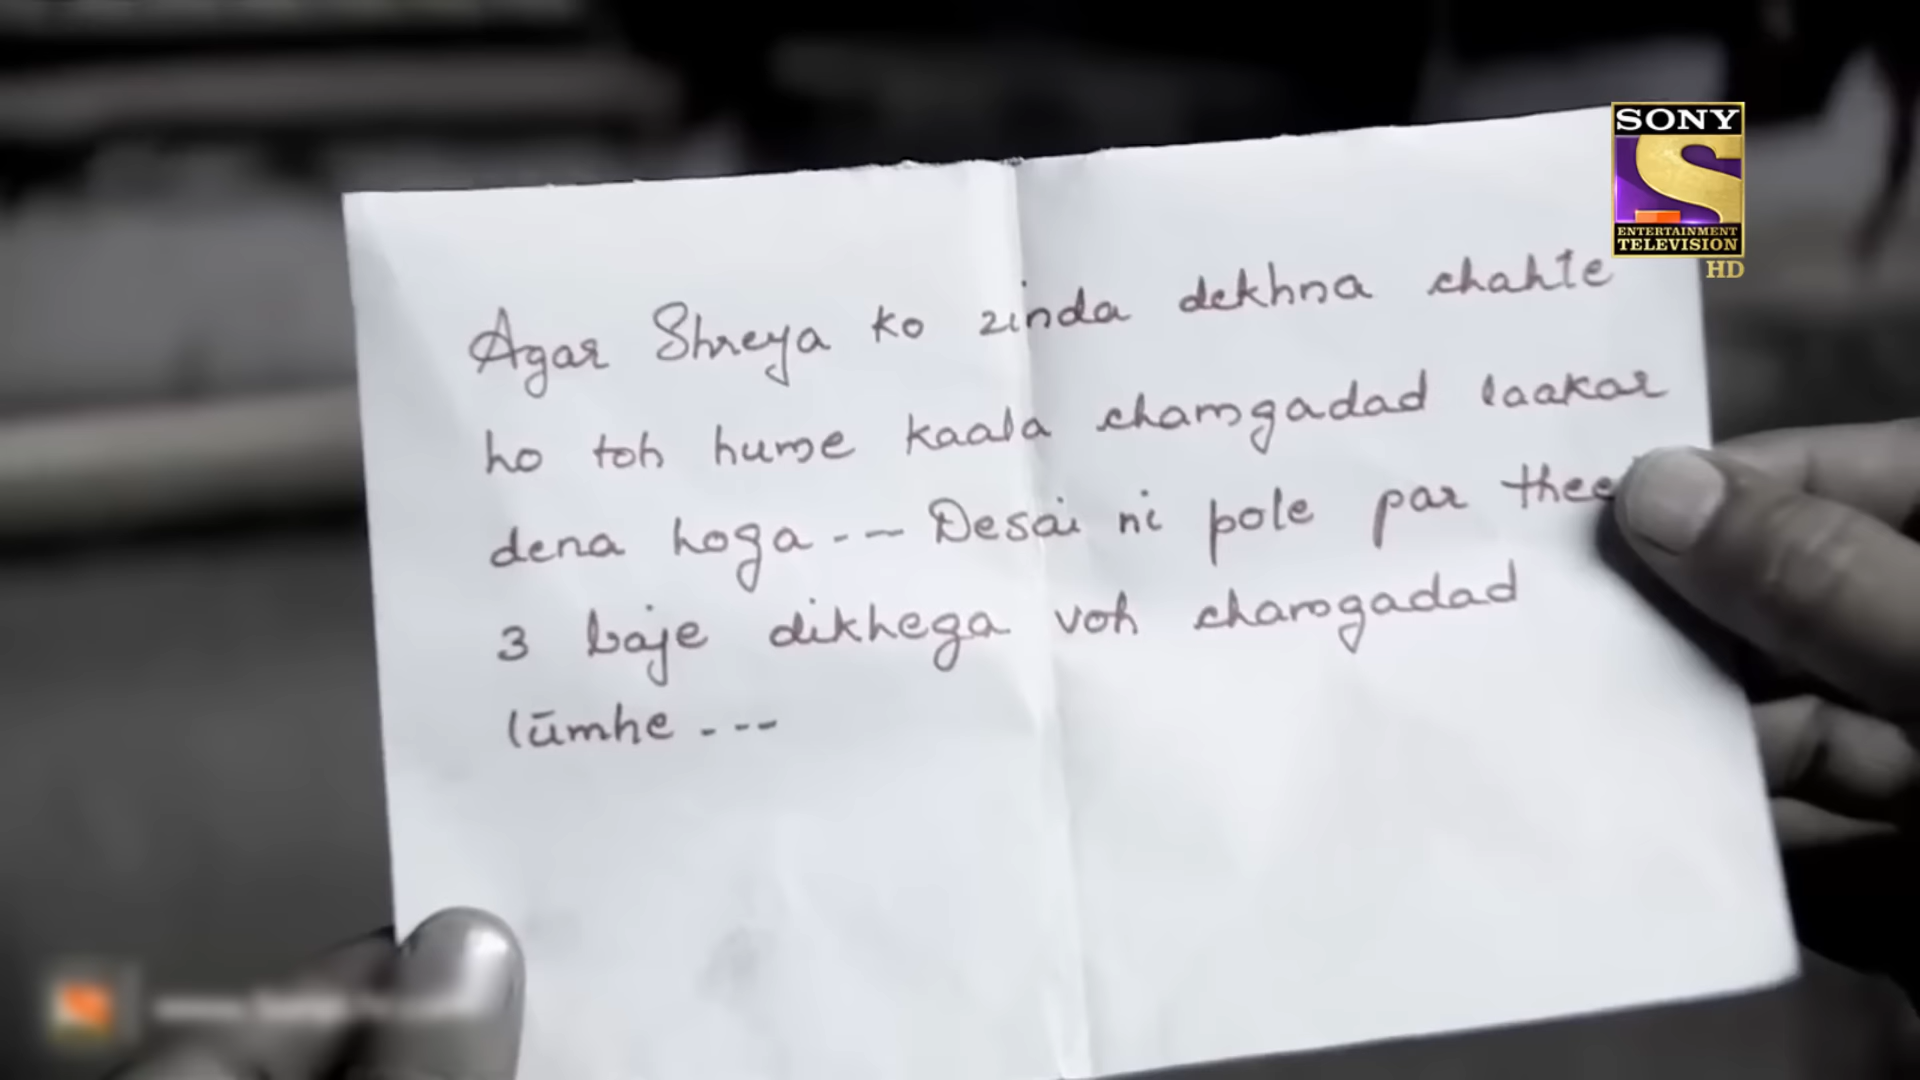 SONY
ENTERTAINMENT
TELEVISION
HD
Agar Shreya ko zinda dekhna chahte
ho toh hume kaala chamgadad laakar
dena hoga --- Desai ni pole par thee
3 baje dikhega voh chamgadad
tumhe ---